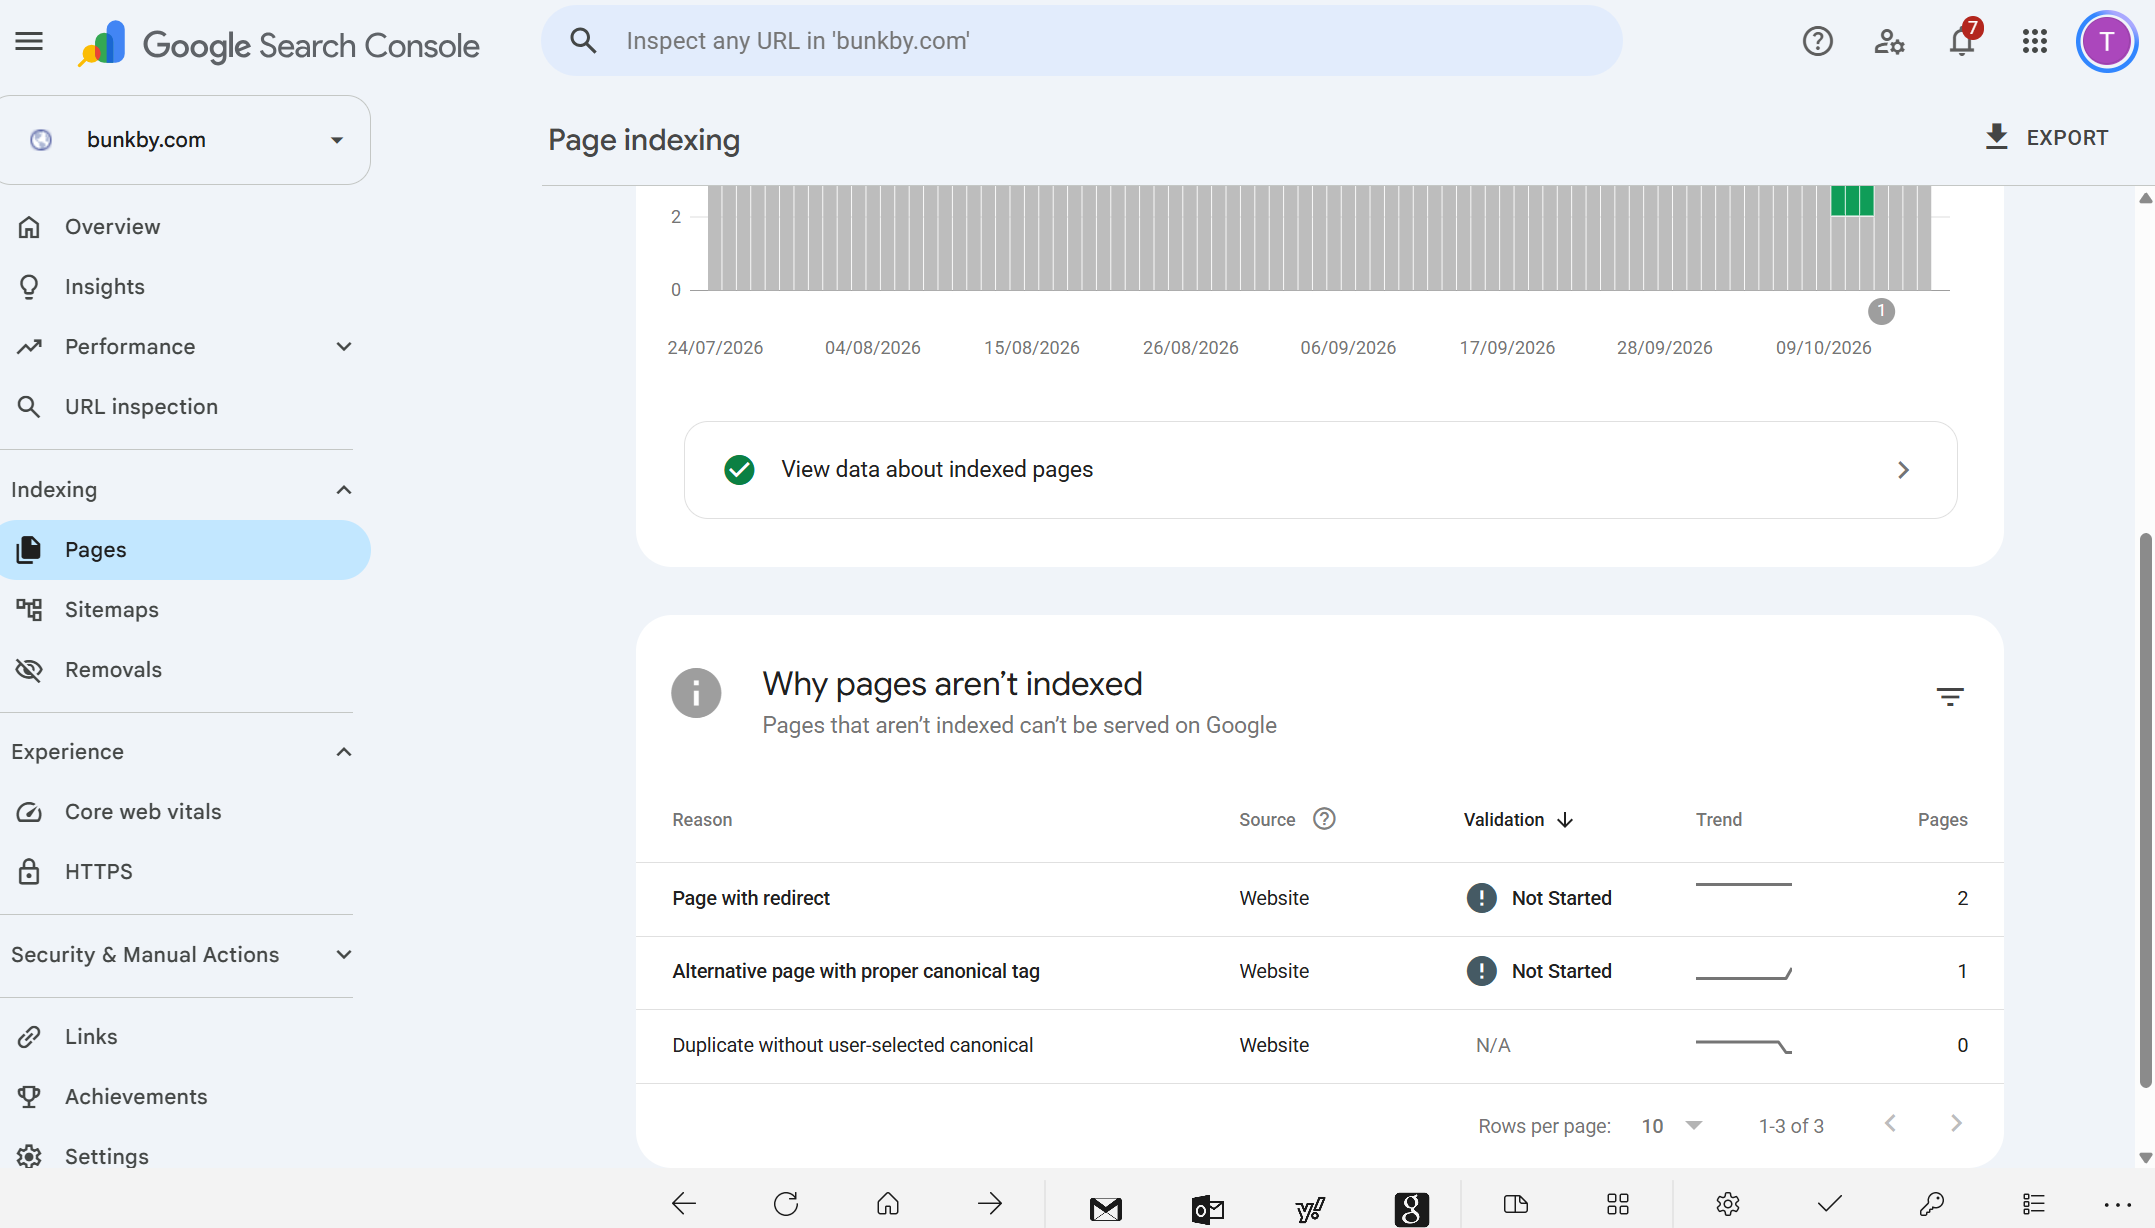 Google Search Console
Inspect any URL in 'bunkby.com'
7
T
bunkby.com
Page indexing
EXPORT
Overview
Insights
Performance
URL inspection
Indexing
Pages
Sitemaps
Removals
Experience
Core web vitals
HTTPS
Security & Manual Actions
Links
Achievements
Settings
2
0
1
24/07/2026 04/08/2026 15/08/2026 26/08/2026 06/09/2026 17/09/2026 28/09/2026 09/10/2026
View data about indexed pages
Why pages aren’t indexed
Pages that aren’t indexed can’t be served on Google
Reason Source Validation Trend Pages
Page with redirect Website Not Started 2
Alternative page with proper canonical tag Website Not Started 1
Duplicate without user-selected canonical Website N/A 0
Rows per page: 10 1-3 of 3
y!
g